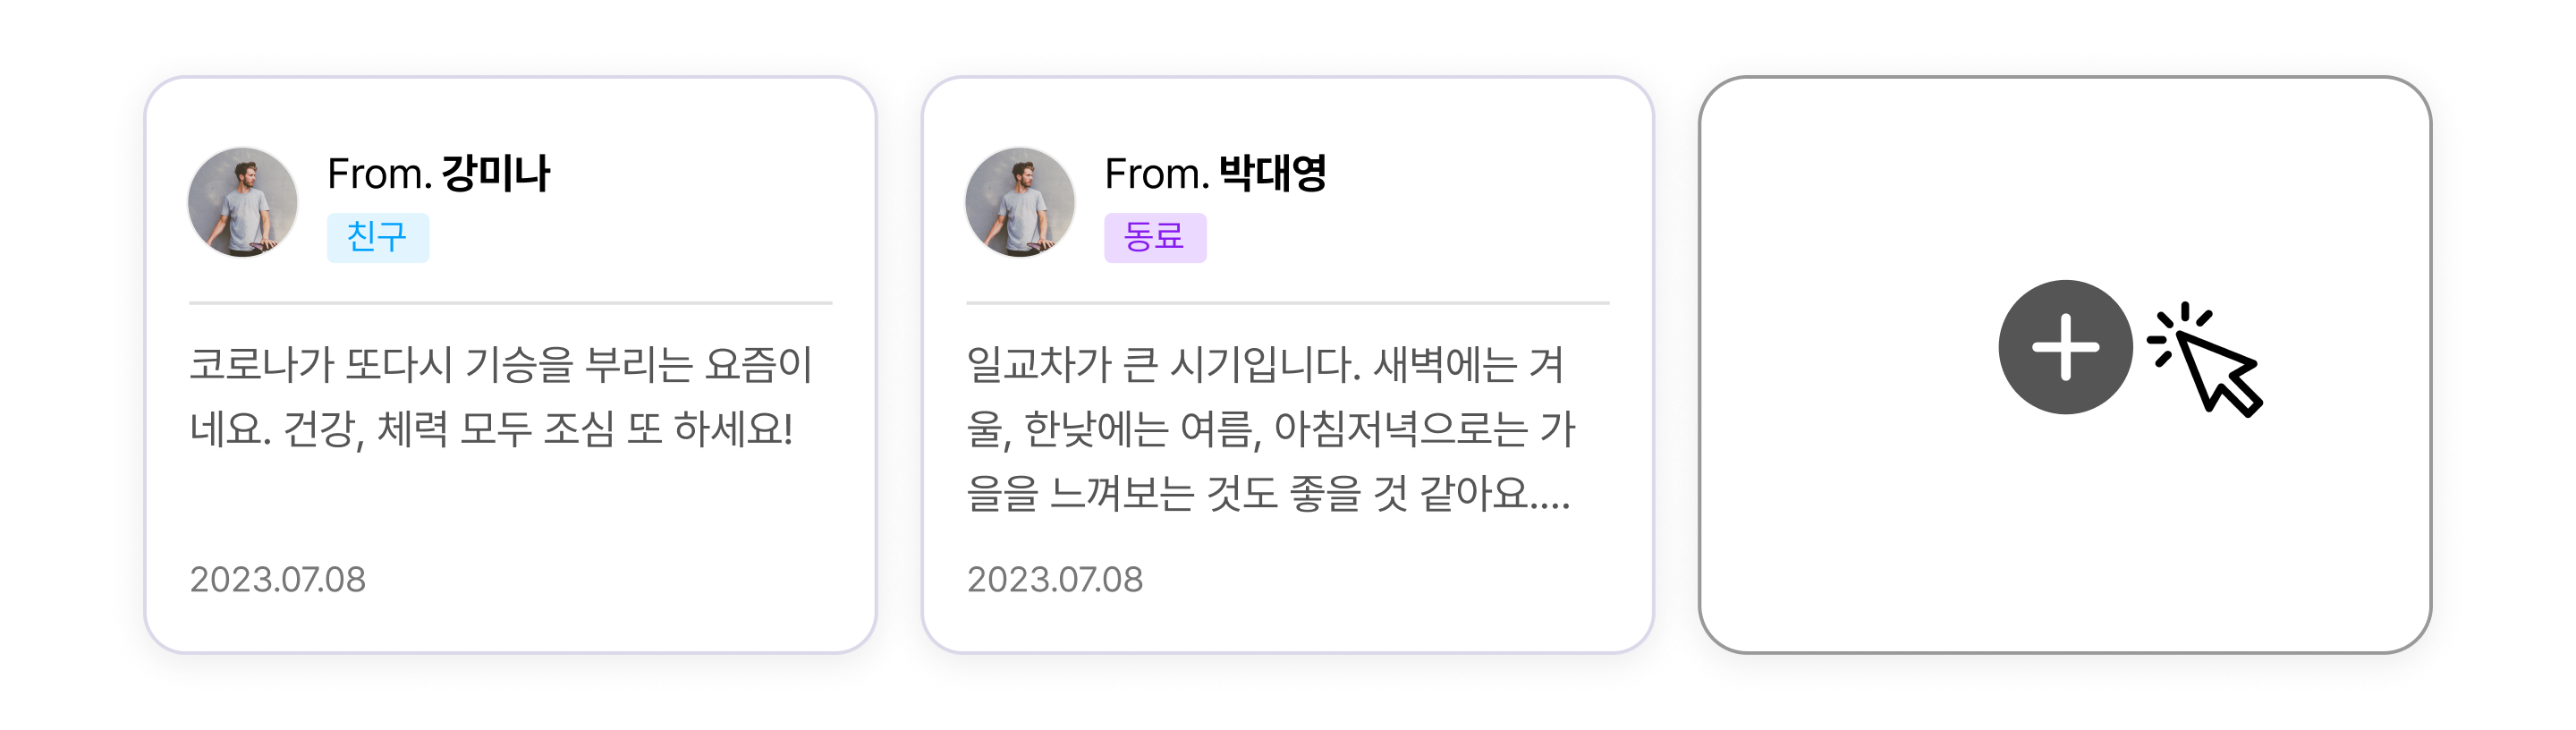 From. 강미나
친구
코로나가 또다시 기승을 부리는 요즘이
네요. 건강, 체력 모두 조심 또 하세요!
2023.07.08
From. 박대영
동료
일교차가 큰 시기입니다. 새벽에는 겨
울, 한낮에는 여름, 아침저녁으로는 가
을을 느껴보는 것도 좋을 것 같아요....
2023.07.08